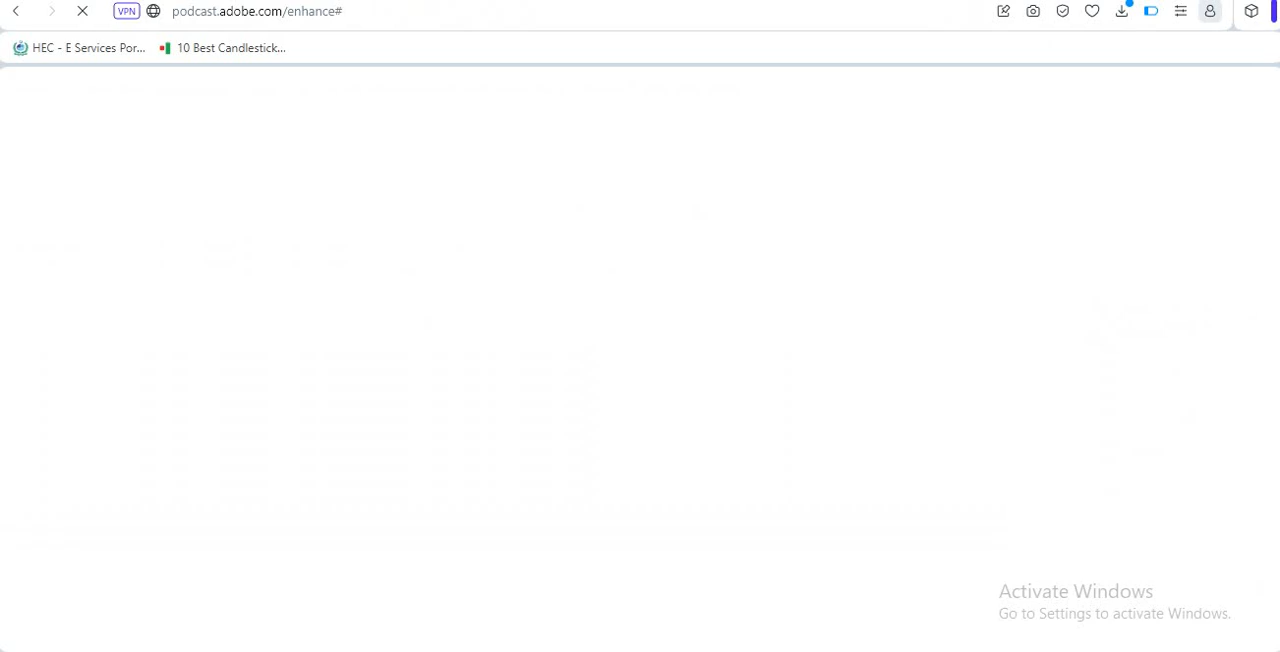 VPN podcast.adobe.com/enhance#
HEC - E Services Por... 10 Best Candlestick...
Activate Windows
Go to Settings to activate Windows.